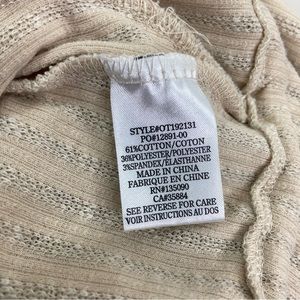 STYLE#OT192131
PO#12891-00
61%COTTON/COTON
36%POLYESTER/POLYESTER
3%SPANDEX/ELASTHANNE
MADE IN CHINA
FABRIQUE EN CHINE
RN#135090
CA#35884
SEE REVERSE FOR CARE
VOIR INSTRUCTIONS AU DOS